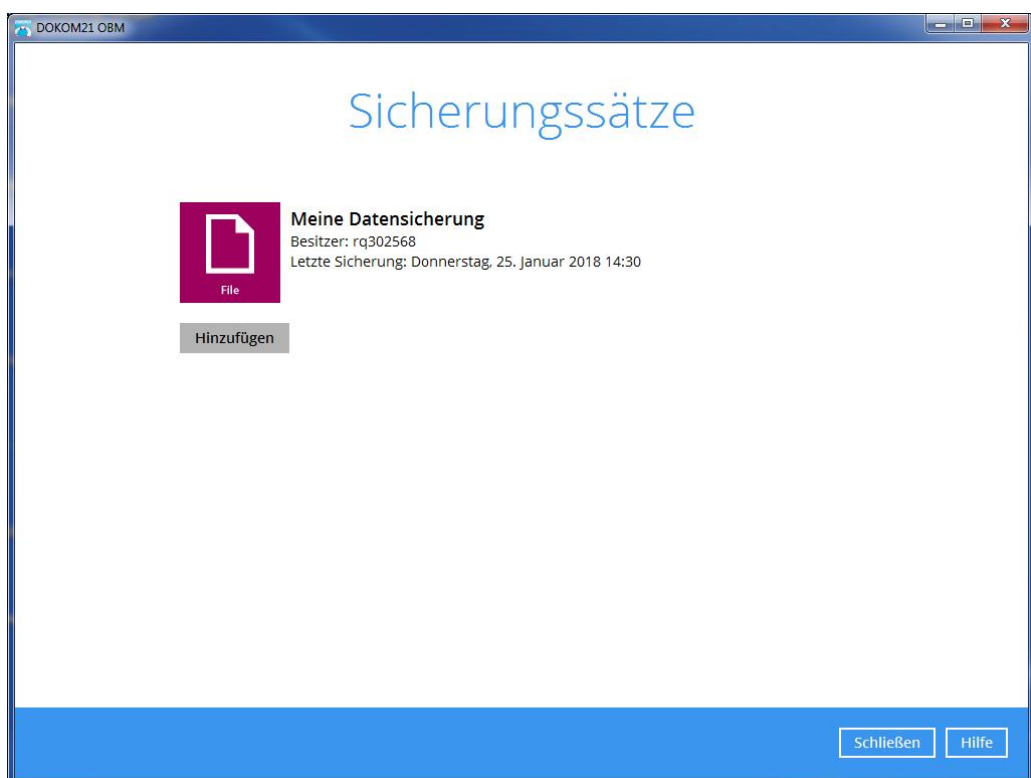 DOKOM21 OBM
Sicherungssätze
Meine Datensicherung
Besitzer: rq302568
Letzte Sicherung: Donnerstag, 25. Januar 2018 14:30
File
Hinzufügen
Schließen Hilfe